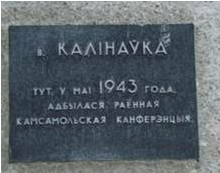 в. КАЛІНАЎКА
ТУТ, У МАІ 1943 ГОДА,
АДБЫЛАСЯ РАЁННАЯ
КАМСАМОЛЬСКАЯ КАНФЕРЭНЦЫЯ.